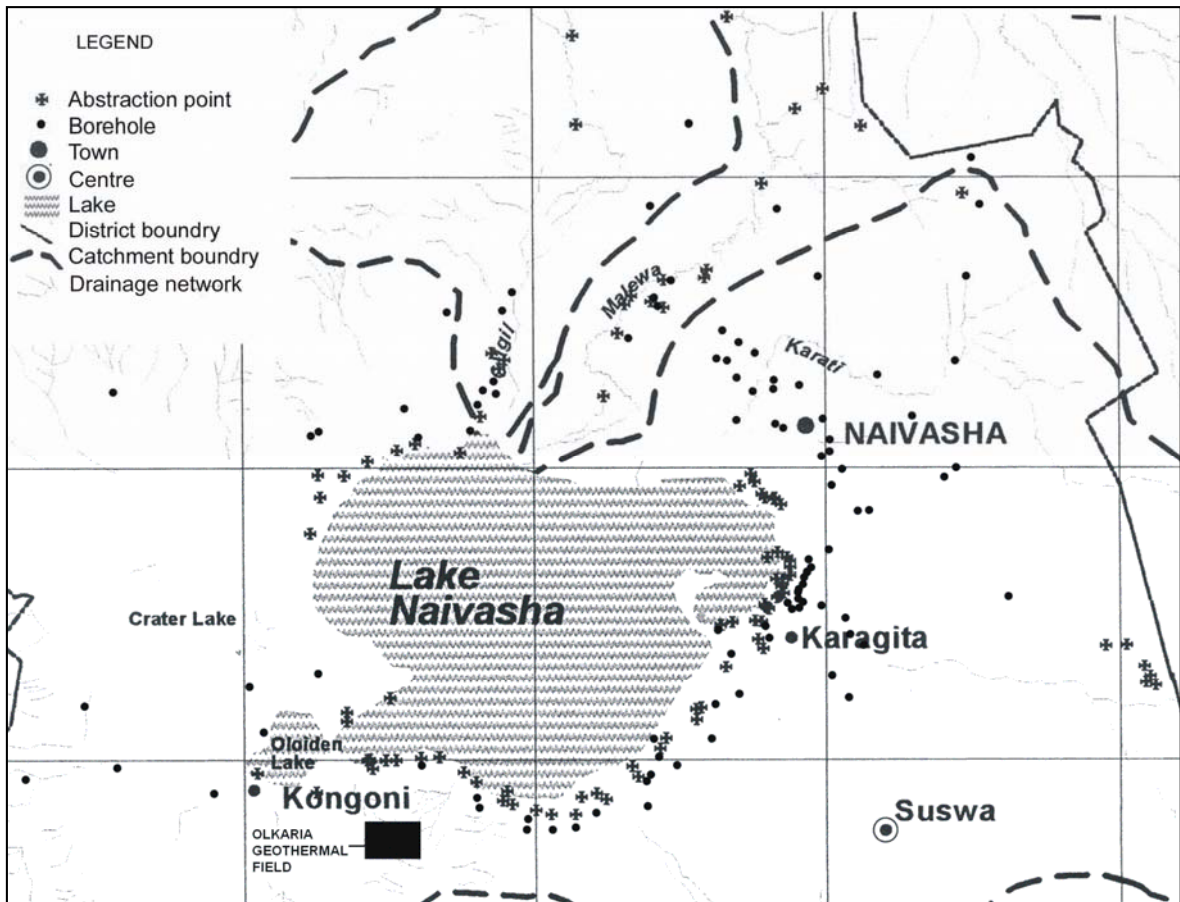 LEGEND
Abstraction point
Borehole
Town
Centre
Lake
District boundry
Catchment boundry
Drainage network
Malewa
Gilgil
Karati
NAIVASHA
Lake
Naivasha
Crater Lake
Karagita
Oloiden
Lake
Kongoni
Suswa
OLKARIA
GEOTHERMAL
FIELD